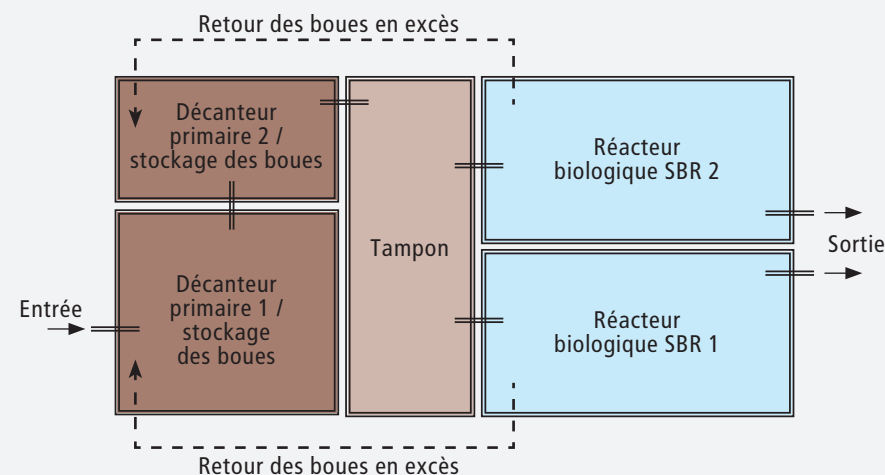 Retour des boues en excès
Décanteur
primaire 2 /
stockage des boues
Réacteur
biologique SBR 2
Tampon
Sortie
Entrée
Décanteur
primaire 1 /
stockage
des boues
Réacteur
biologique SBR 1
Retour des boues en excès